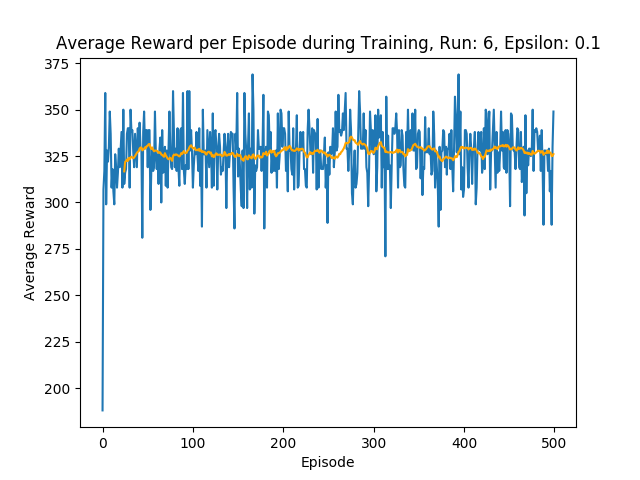 Average Reward per Episode during Training, Run: 6, Epsilon: 0.1
375
350
325
300
275
250
225
200
Average Reward
0 100 200 300 400 500
Episode